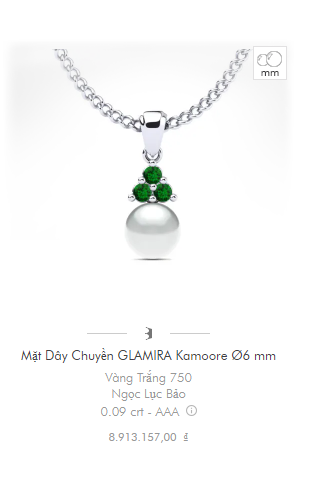 mm
Mặt Dây Chuyền GLAMIRA Kamoore Ø6 mm
Vàng Trắng 750
Ngọc Lục Bảo
0.09 crt - AAA
8.913.157,00 ₫